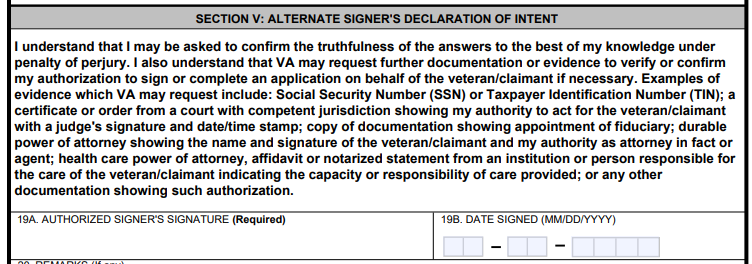 SECTION V: ALTERNATE SIGNER'S DECLARATION OF INTENT
I understand that I may be asked to confirm the truthfulness of the answers to the best of my knowledge under
penalty of perjury. I also understand that VA may request further documentation or evidence to verify or confirm
my authorization to sign or complete an application on behalf of the veteran/claimant if necessary. Examples of
evidence which VA may request include: Social Security Number (SSN) or Taxpayer Identification Number (TIN); a
certificate or order from a court with competent jurisdiction showing my authority to act for the veteran/claimant
with a judge's signature and date/time stamp; copy of documentation showing appointment of fiduciary; durable
power of attorney showing the name and signature of the veteran/claimant and my authority as attorney in fact or
agent; health care power of attorney, affidavit or notarized statement from an institution or person responsible for
the care of the veteran/claimant indicating the capacity or responsibility of care provided; or any other
documentation showing such authorization.
19A. AUTHORIZED SIGNER'S SIGNATURE (Required)
19B. DATE SIGNED (MM/DD/YYYY)
– –
20. REMARKS (If any)